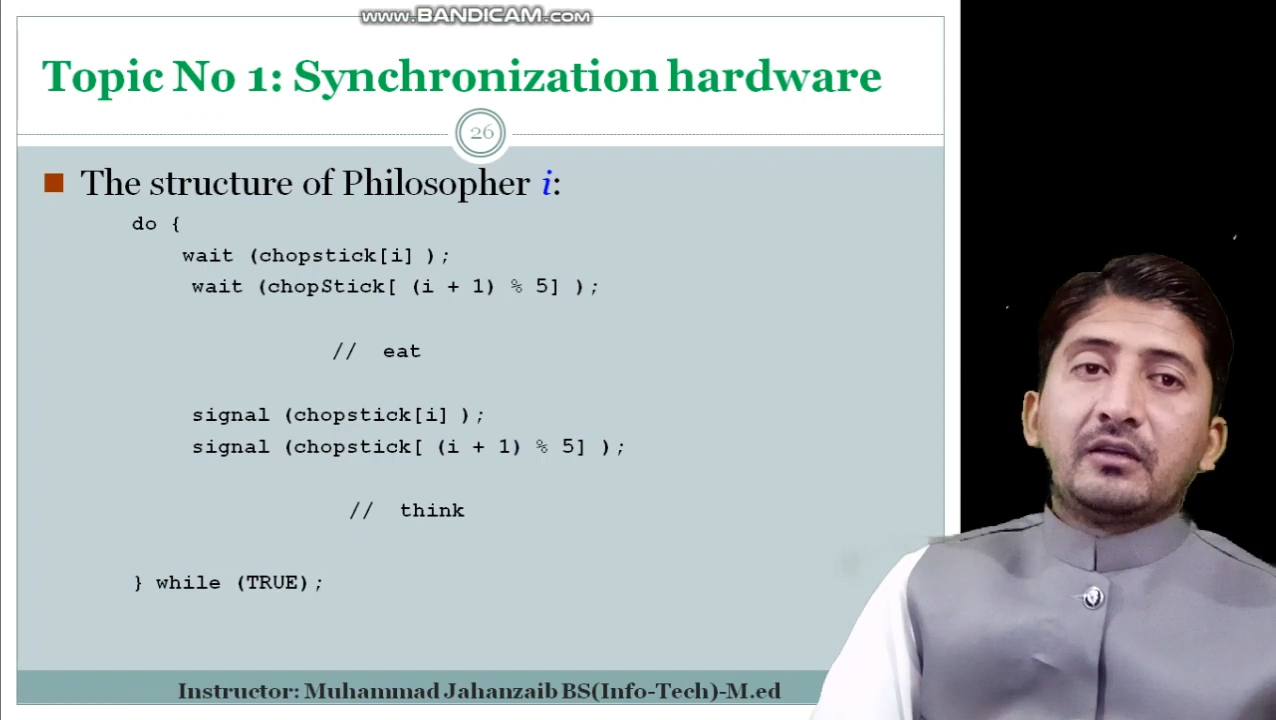 www.BANDICAM.com
Topic No 1: Synchronization hardware
26
The structure of Philosopher i:
do {
wait (chopstick[i] );
wait (chopStick[ (i + 1) % 5] );
// eat
signal (chopstick[i] );
signal (chopstick[ (i + 1) % 5] );
// think
} while (TRUE);
Instructor: Muhammad Jahanzaib BS(Info-Tech)-M.ed